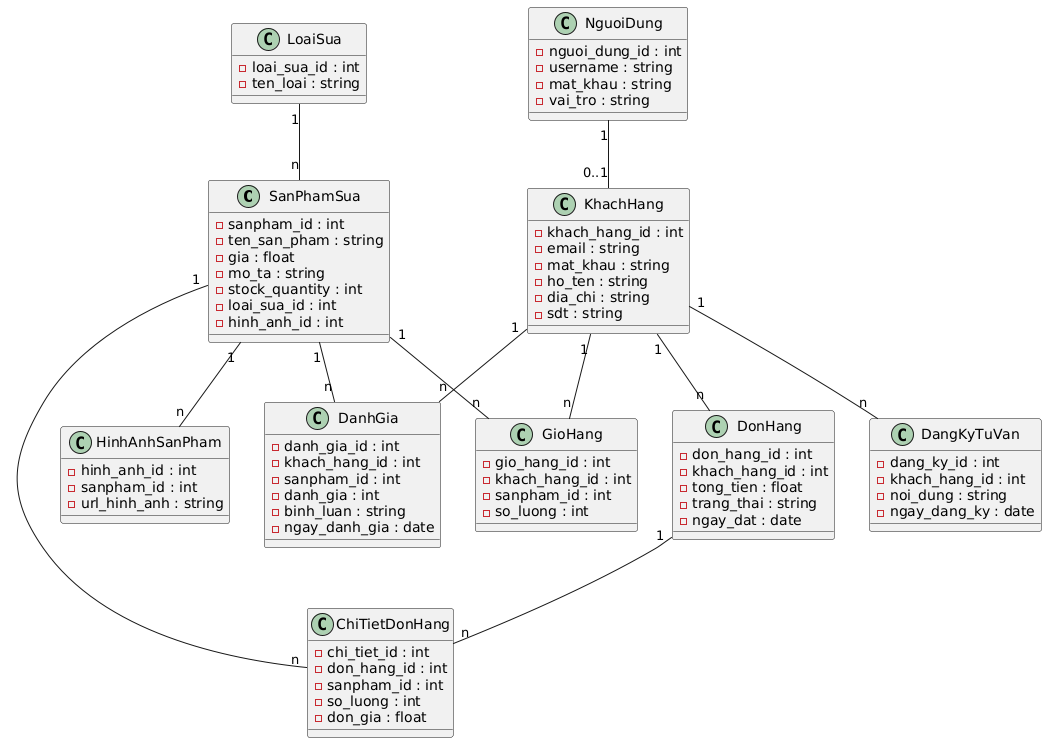 LoaiSua
loai_sua_id : int
ten_loai : string
NguoiDung
nguoi_dung_id : int
username : string
mat_khau : string
vai_tro : string
1
n
1
0..1
SanPhamSua
sanpham_id : int
ten_san_pham : string
gia : float
mo_ta : string
stock_quantity : int
loai_sua_id : int
hinh_anh_id : int
KhachHang
khach_hang_id : int
email : string
mat_khau : string
ho_ten : string
dia_chi : string
sdt : string
1
1
1
1
1
1
1
1
n
n
n
n
n
n
n
HinhAnhSanPham
hinh_anh_id : int
sanpham_id : int
url_hinh_anh : string
DanhGia
danh_gia_id : int
khach_hang_id : int
sanpham_id : int
danh_gia : int
binh_luan : string
ngay_danh_gia : date
GioHang
gio_hang_id : int
khach_hang_id : int
sanpham_id : int
so_luong : int
DonHang
don_hang_id : int
khach_hang_id : int
tong_tien : float
trang_thai : string
ngay_dat : date
DangKyTuVan
dang_ky_id : int
khach_hang_id : int
noi_dung : string
ngay_dang_ky : date
1
n
n
ChiTietDonHang
chi_tiet_id : int
don_hang_id : int
sanpham_id : int
so_luong : int
don_gia : float